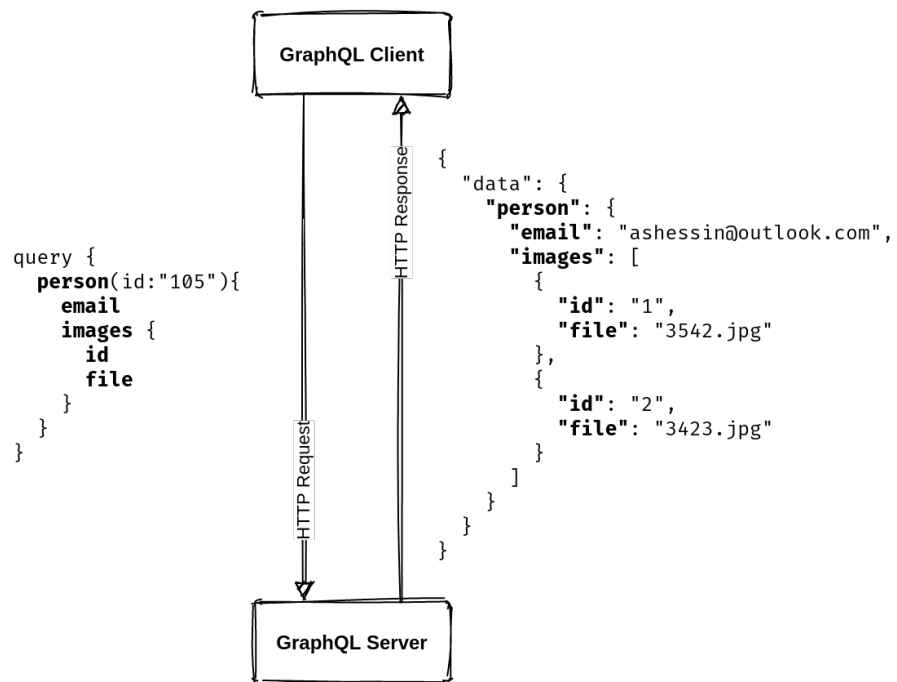 GraphQL Client
HTTP Response
{
"data": {
"person": {
"email": "ashessin@outlook.com",
"images": [
{
"id": "1",
"file": "3542.jpg"
},
{
"id": "2",
"file": "3423.jpg"
}
]
}
}
}
query {
person(id:"105"){
email
images {
id
file
}
}
}
HTTP Request
GraphQL Server